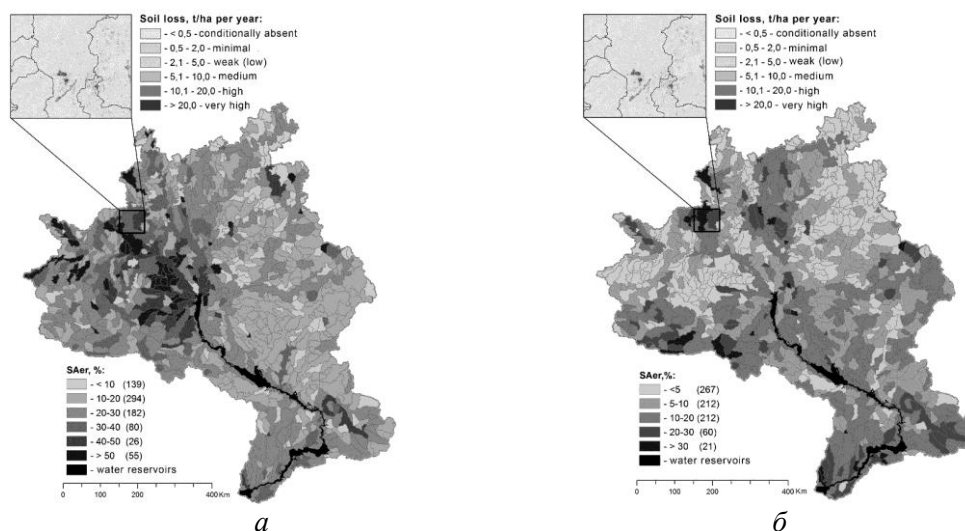 Soil loss, t/ha per year:
- < 0,5 - conditionally absent
- 0,5 - 2,0 - minimal
- 2,1 - 5,0 - weak (low)
- 5,1 - 10,0 - medium
- 10,1 - 20,0 - high
- > 20,0 - very high
SAer, %:
- < 10 (139)
- 10-20 (294)
- 20-30 (182)
- 30-40 (80)
- 40-50 (26)
- > 50 (55)
- water reservoirs
0 100 200 400 Km
а
Soil loss, t/ha per year:
- < 0,5 - conditionally absent
- 0,5 - 2,0 - minimal
- 2,1 - 5,0 - weak (low)
- 5,1 - 10,0 - medium
- 10,1 - 20,0 - high
- > 20,0 - very high
SAer,%:
- <5 (267)
- 5-10 (212)
- 10-20 (212)
- 20-30 (60)
- > 30 (21)
- water reservoirs
0 100 200 400 Km
б